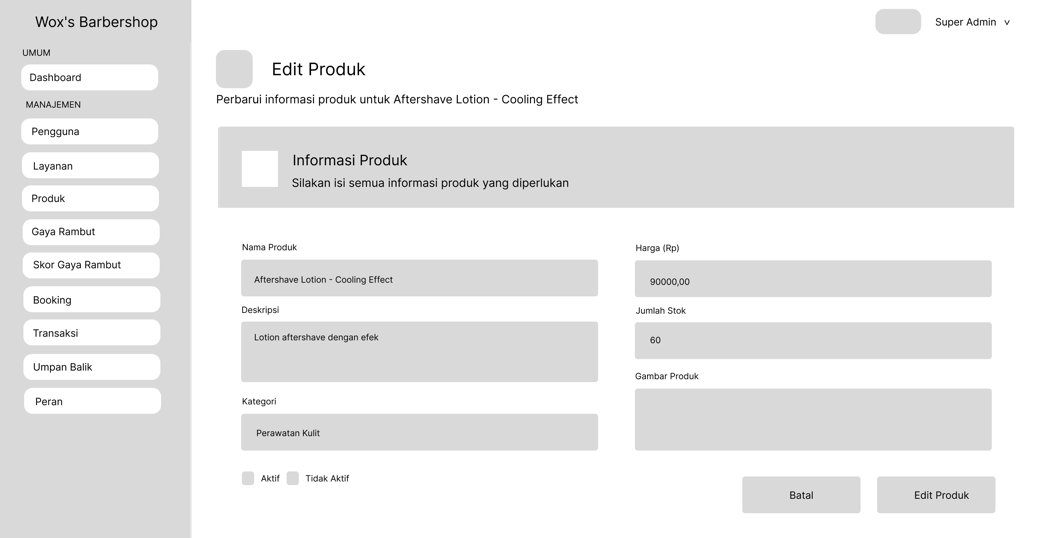 Wox's Barbershop
UMUM
Dashboard
MANAJEMEN
Pengguna
Layanan
Produk
Gaya Rambut
Skor Gaya Rambut
Booking
Transaksi
Umpan Balik
Peran
Super Admin v
Edit Produk
Perbarui informasi produk untuk Aftershave Lotion - Cooling Effect
Informasi Produk
Silakan isi semua informasi produk yang diperlukan
Nama Produk
Aftershave Lotion - Cooling Effect
Deskripsi
Lotion aftershave dengan efek
Kategori
Perawatan Kulit
Aktif
Tidak Aktif
Harga (Rp)
90000,00
Jumlah Stok
60
Gambar Produk
Batal
Edit Produk